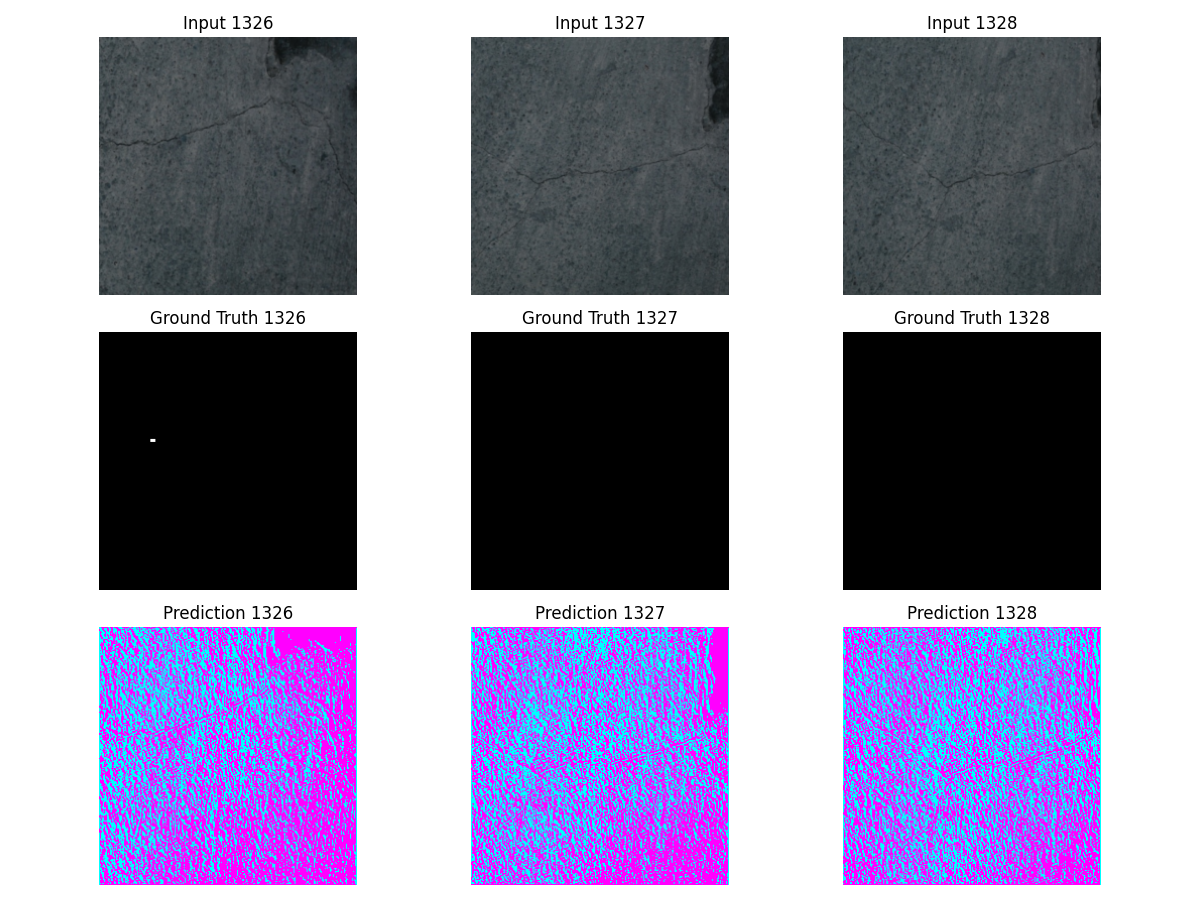 Input 1326
Input 1327
Input 1328
Ground Truth 1326
Ground Truth 1327
Ground Truth 1328
Prediction 1326
Prediction 1327
Prediction 1328